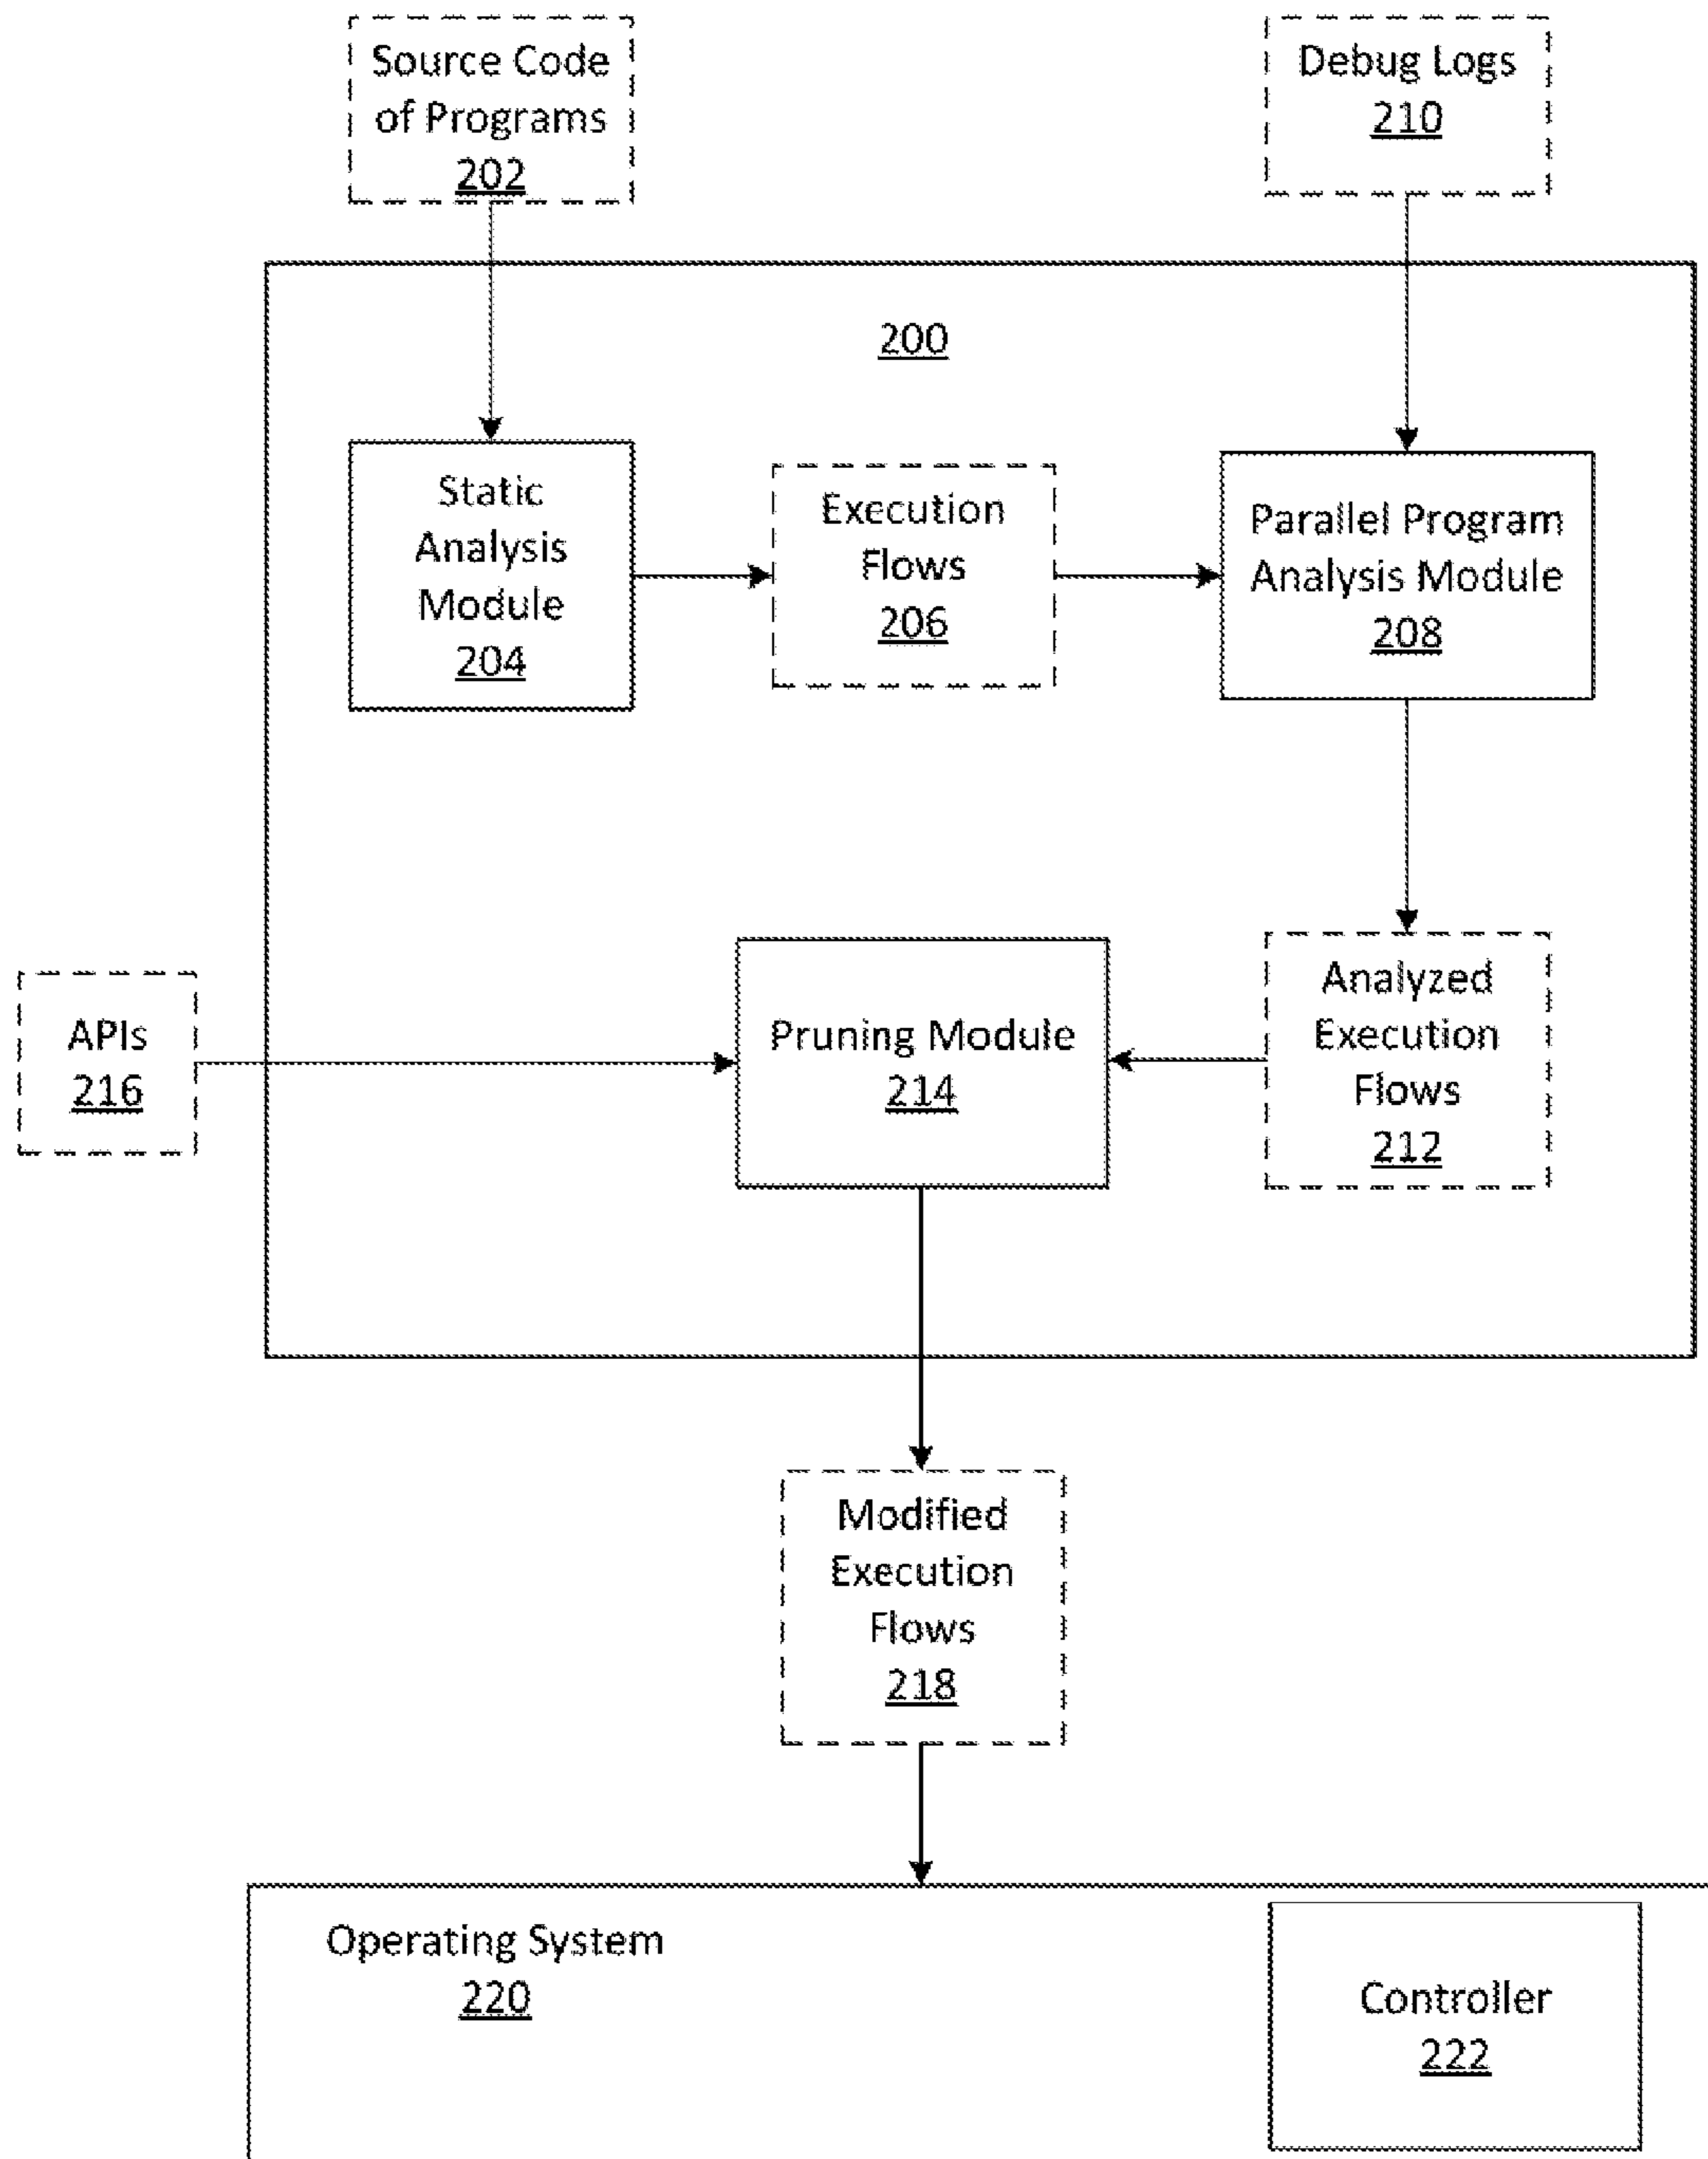 Source Code
of Programs
202
Debug Logs
210
200
Static
Analysis
Module
204
Execution
Flows
206
Parallel Program
Analysis Module
208
APIs
216
Pruning Module
214
Analyzed
Execution
Flows
212
Modified
Execution
Flows
218
Operating System
220
Controller
222